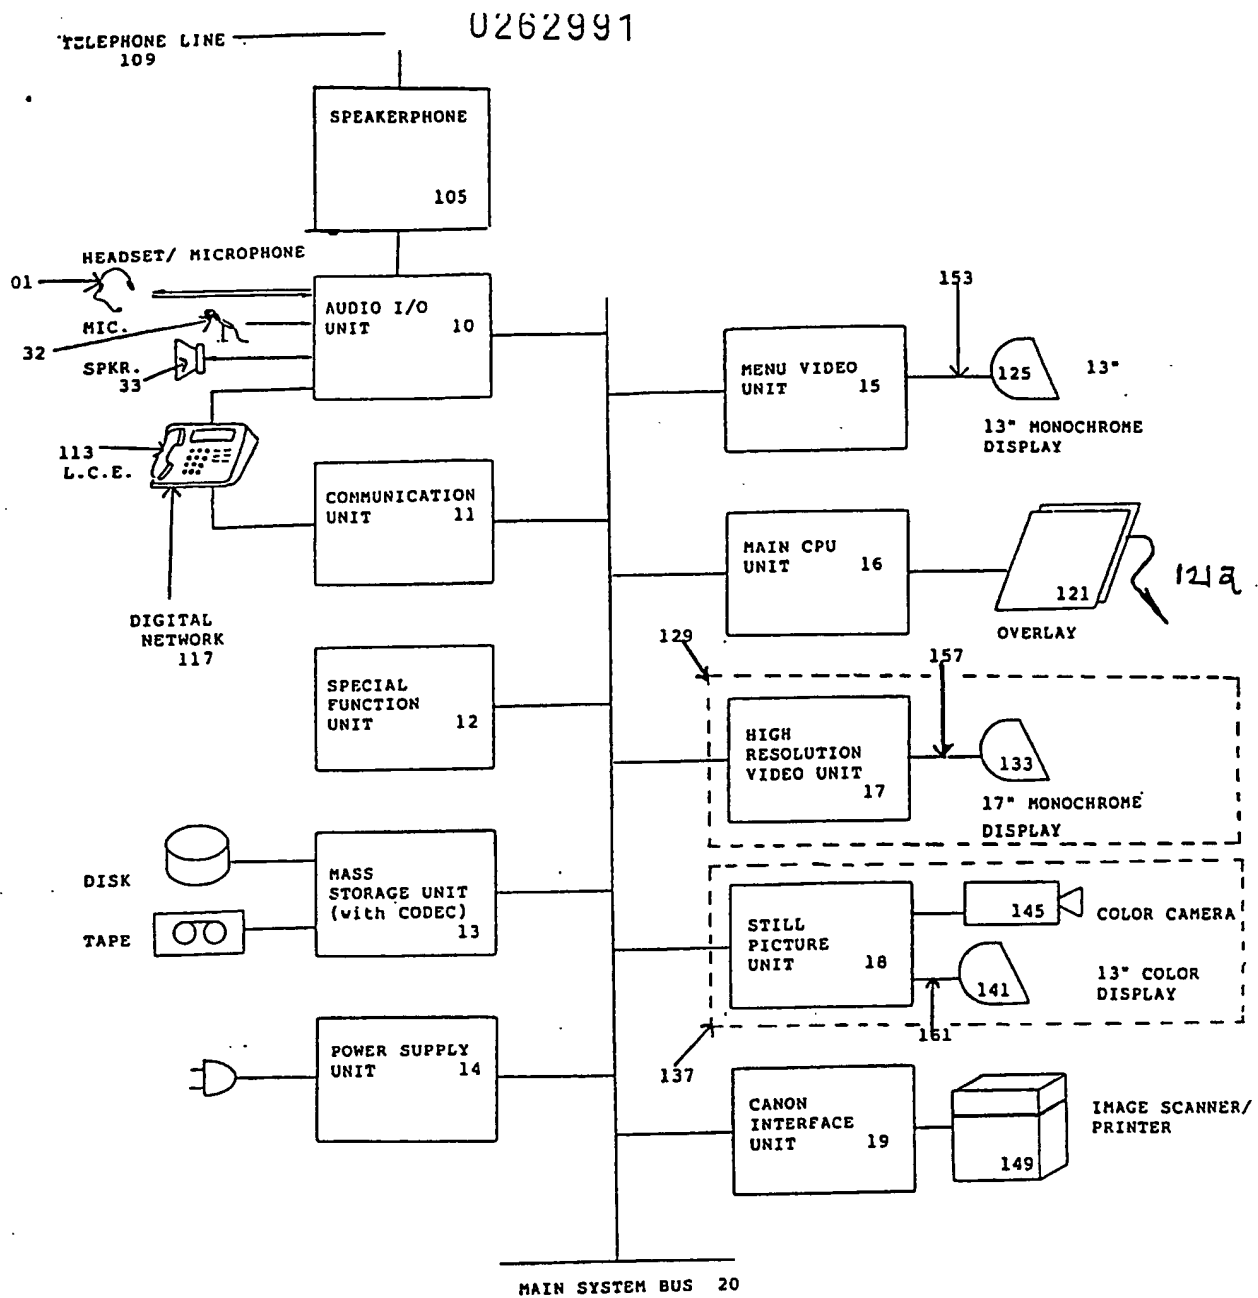 0262991
TELEPHONE LINE
109
SPEAKERPHONE
105
HEADSET/ MICROPHONE
01
AUDIO I/O
UNIT 10
MIC.
32
SPKR.
33
113
L.C.E.
COMMUNICATION
UNIT 11
DIGITAL
NETWORK
117
SPECIAL
FUNCTION
UNIT 12
DISK
TAPE
MASS
STORAGE UNIT
(with CODEC)
13
POWER SUPPLY
UNIT 14
153
MENU VIDEO
UNIT 15
125
13"
13" MONOCHROME
DISPLAY
MAIN CPU
UNIT 16
121
121a
OVERLAY
129
157
HIGH
RESOLUTION
VIDEO UNIT
17
133
17" MONOCHROME
DISPLAY
STILL
PICTURE
UNIT 18
145
COLOR CAMERA
141
13" COLOR
DISPLAY
161
137
CANON
INTERFACE
UNIT 19
149
IMAGE SCANNER/
PRINTER
MAIN SYSTEM BUS 20